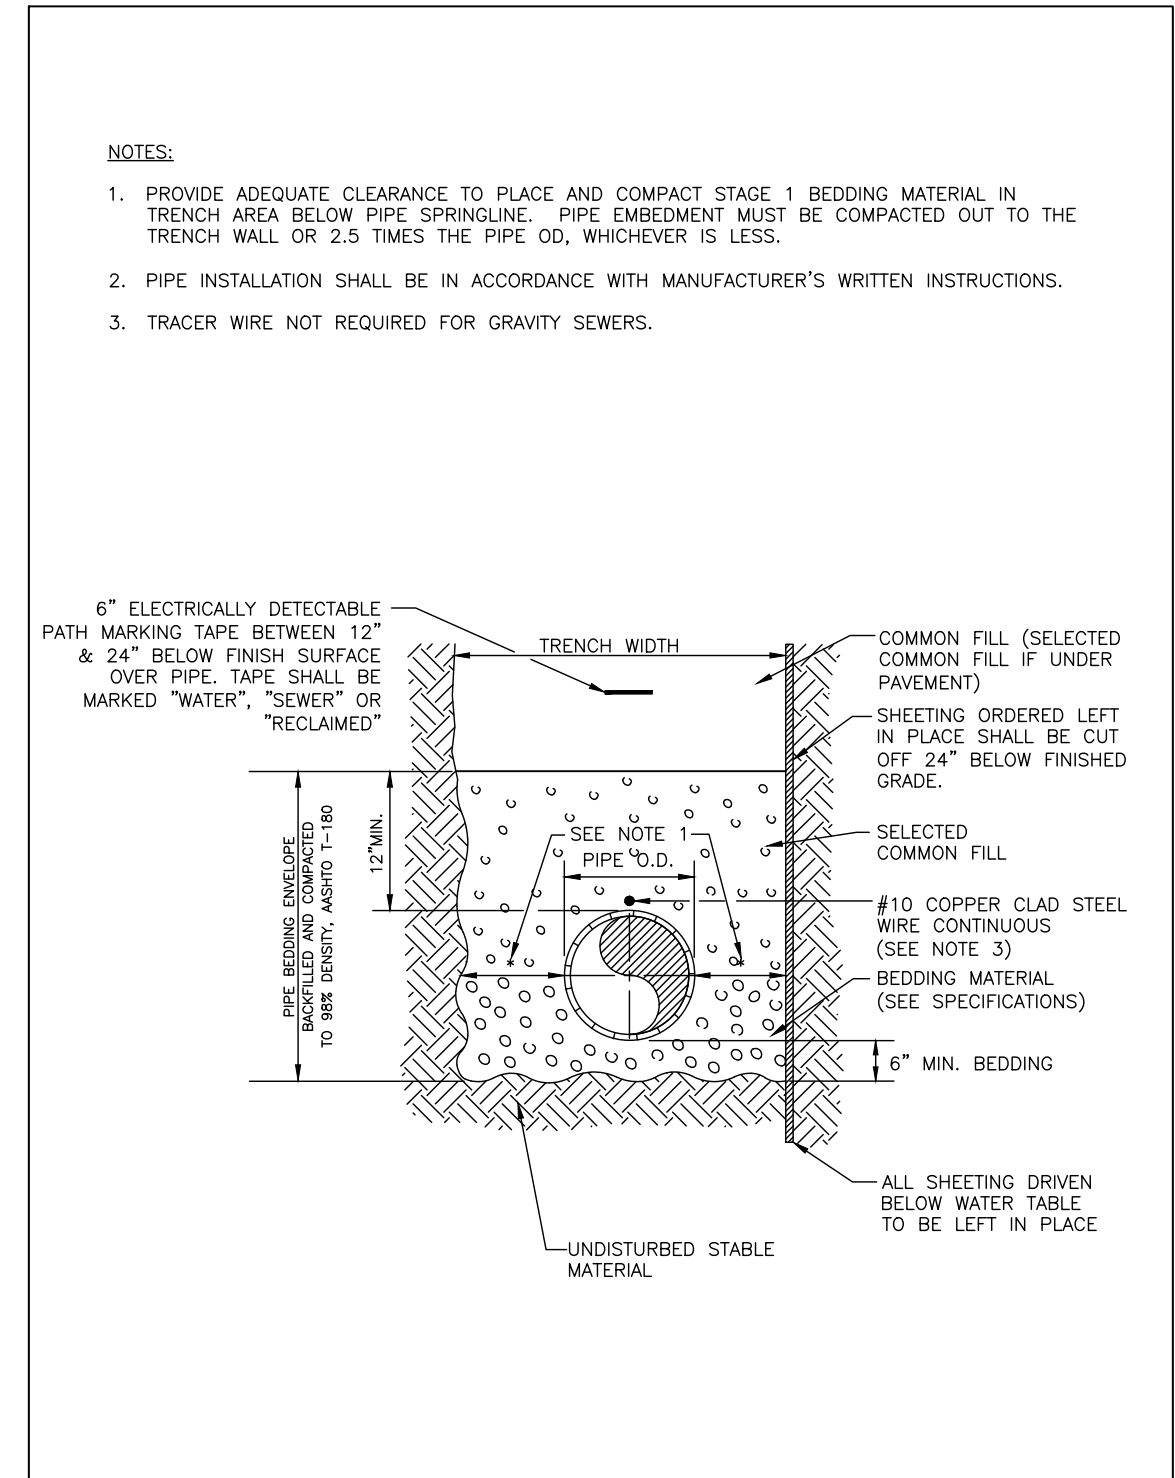 NOTES:
1. PROVIDE ADEQUATE CLEARANCE TO PLACE AND COMPACT STAGE 1 BEDDING MATERIAL IN
TRENCH AREA BELOW PIPE SPRINGLINE. PIPE EMBEDMENT MUST BE COMPACTED OUT TO THE
TRENCH WALL OR 2.5 TIMES THE PIPE OD, WHICHEVER IS LESS.
2. PIPE INSTALLATION SHALL BE IN ACCORDANCE WITH MANUFACTURER'S WRITTEN INSTRUCTIONS.
3. TRACER WIRE NOT REQUIRED FOR GRAVITY SEWERS.
6" ELECTRICALLY DETECTABLE
PATH MARKING TAPE BETWEEN 12"
& 24" BELOW FINISH SURFACE
OVER PIPE. TAPE SHALL BE
MARKED "WATER", "SEWER" OR
"RECLAIMED"
TRENCH WIDTH
COMMON FILL (SELECTED
COMMON FILL IF UNDER
PAVEMENT)
SHEETING ORDERED LEFT
IN PLACE SHALL BE CUT
OFF 24" BELOW FINISHED
GRADE.
PIPE BEDDING ENVELOPE
BACKFILLED AND COMPACTED
TO 98% DENSITY, AASHTO T-180
12"MIN.
SEE NOTE 1
PIPE O.D.
SELECTED
COMMON FILL
#10 COPPER CLAD STEEL
WIRE CONTINUOUS
(SEE NOTE 3)
*
*
BEDDING MATERIAL
(SEE SPECIFICATIONS)
6" MIN. BEDDING
ALL SHEETING DRIVEN
BELOW WATER TABLE
TO BE LEFT IN PLACE
UNDISTURBED STABLE
MATERIAL